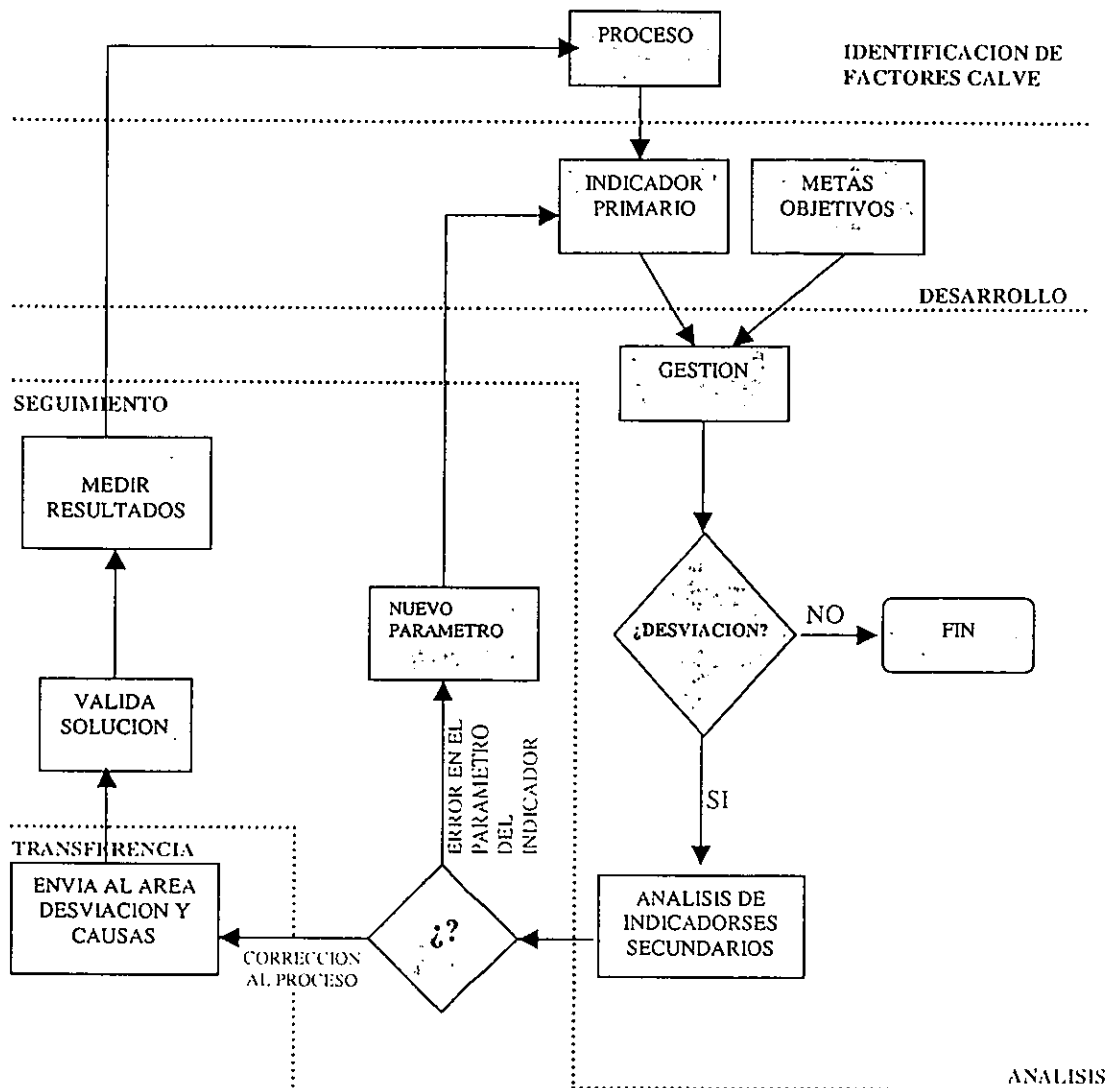 PROCESO
IDENTIFICACION DE
FACTORES CALVE
INDICADOR
PRIMARIO
METAS
OBJETIVOS
DESARROLLO
GESTION
SEGUIMIENTO
MEDIR
RESULTADOS
NUEVO
PARAMETRO
¿DESVIACION?
NO
FIN
VALIDA
SOLUCION
ERROR EN EL
PARAMETRO
DEL
INDICADOR
SI
TRANSFERENCIA
ENVIA AL AREA
DESVIACION Y
CAUSAS
CORRECCION
AL PROCESO
¿?
ANALISIS DE
INDICADORSES
SECUNDARIOS
ANALISIS